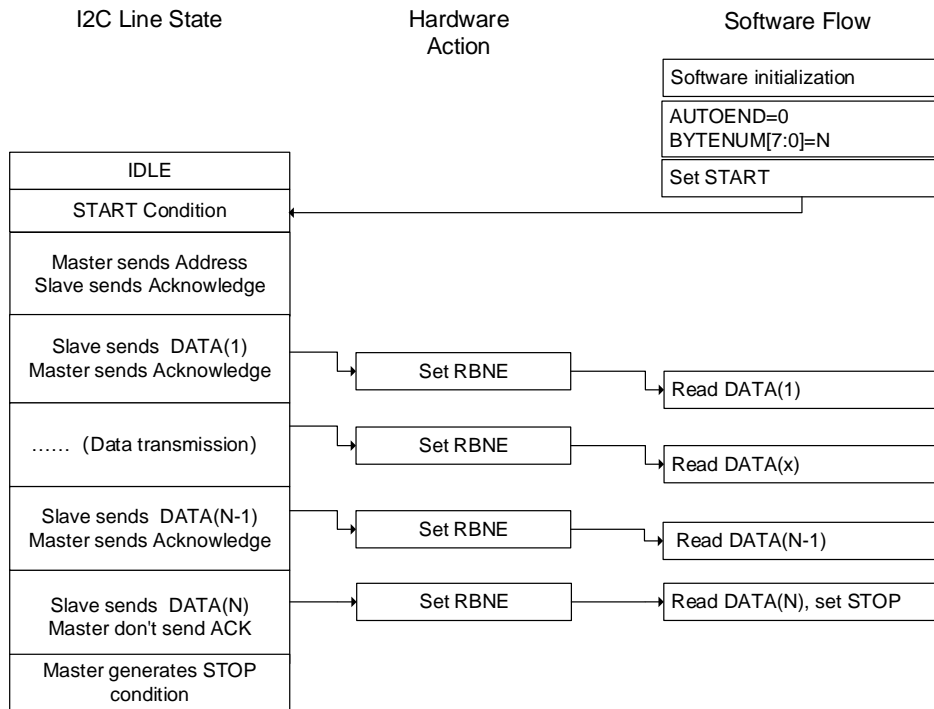 I2C Line State
Hardware
Action
Software Flow
Software initialization
AUTOEND=0
BYTENUM[7:0]=N
Set START
IDLE
START Condition
Master sends Address
Slave sends Acknowledge
Slave sends DATA(1)
Master sends Acknowledge
Set RBNE
Read DATA(1)
…… (Data transmission)
Set RBNE
Read DATA(x)
Slave sends DATA(N-1)
Master sends Acknowledge
Set RBNE
Read DATA(N-1)
Slave sends DATA(N)
Master don't send ACK
Set RBNE
Read DATA(N), set STOP
Master generates STOP
condition